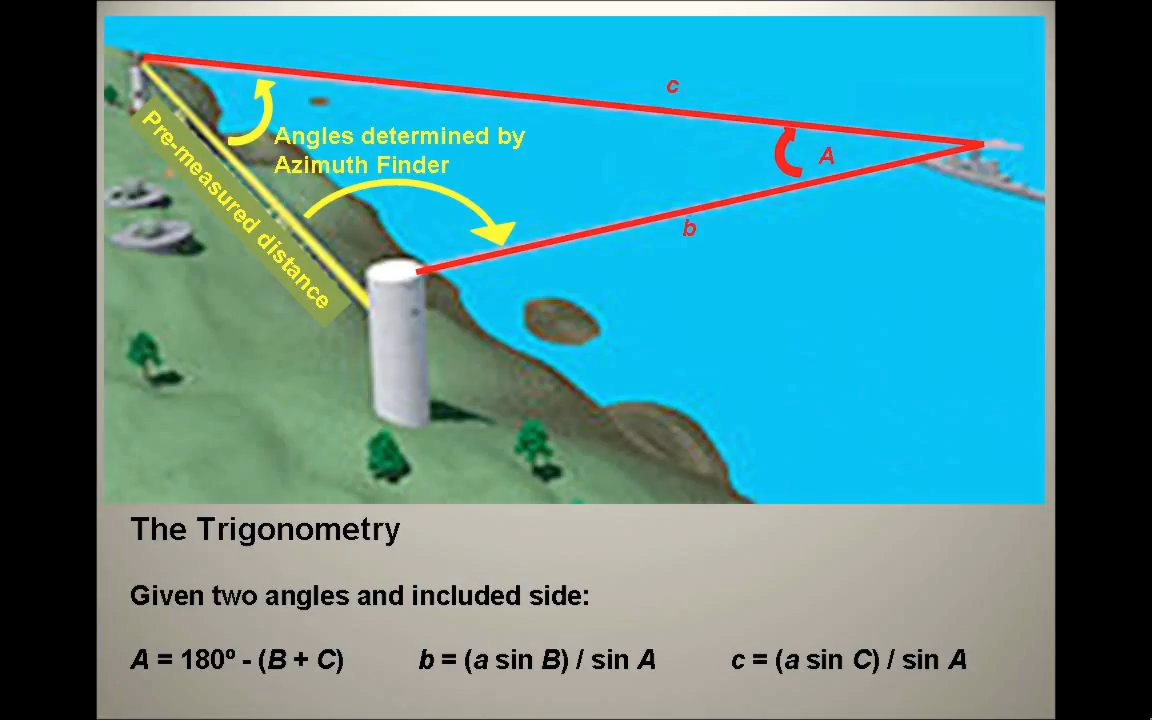 c
Angles determined by
Azimuth Finder
A
Pre-measured distance
b
The Trigonometry
Given two angles and included side:
A = 180º - (B + C) b = (a sin B) / sin A c = (a sin C) / sin A